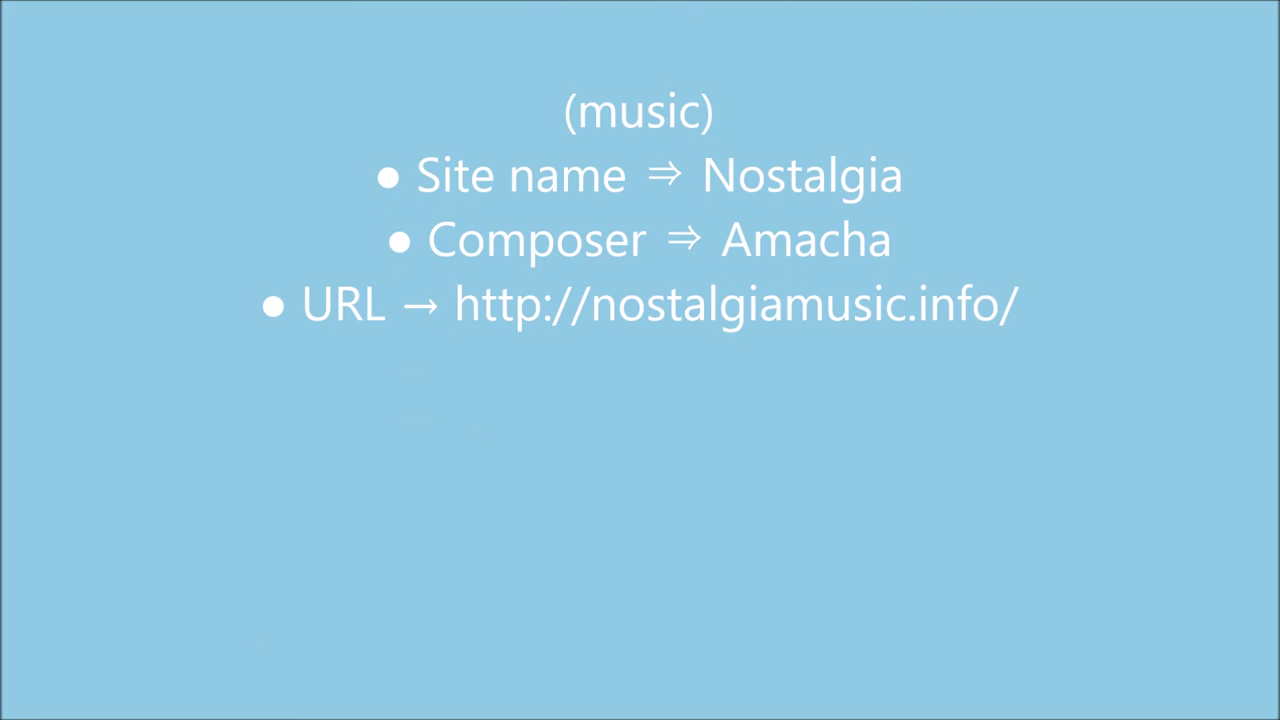 (music)
● Site name ⇒ Nostalgia
● Composer ⇒ Amacha
● URL → http://nostalgiamusic.info/